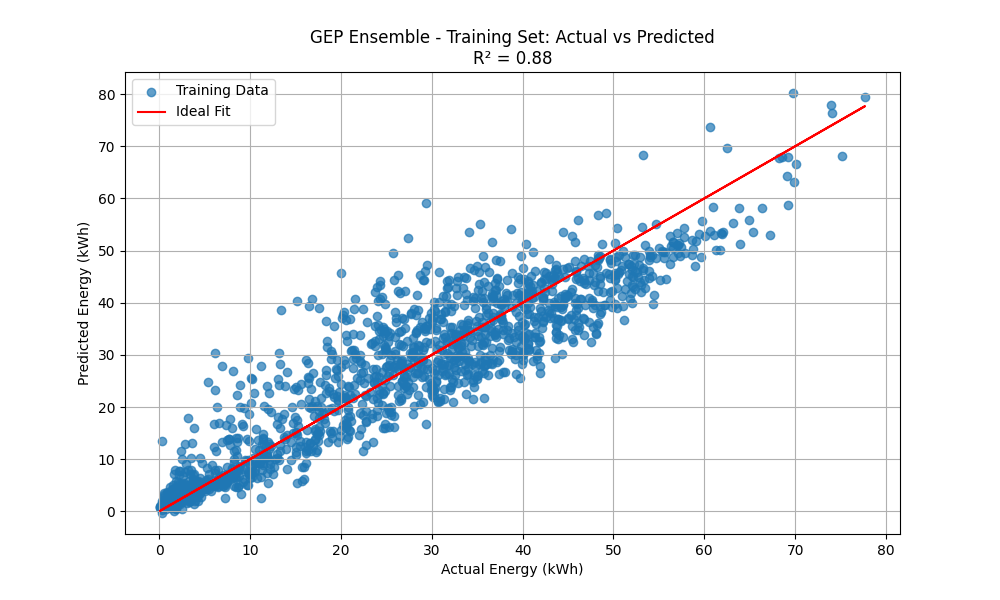 GEP Ensemble - Training Set: Actual vs Predicted
R² = 0.88
Training Data
Ideal Fit
Predicted Energy (kWh)
80
70
60
50
40
30
20
10
0
0 10 20 30 40 50 60 70 80
Actual Energy (kWh)